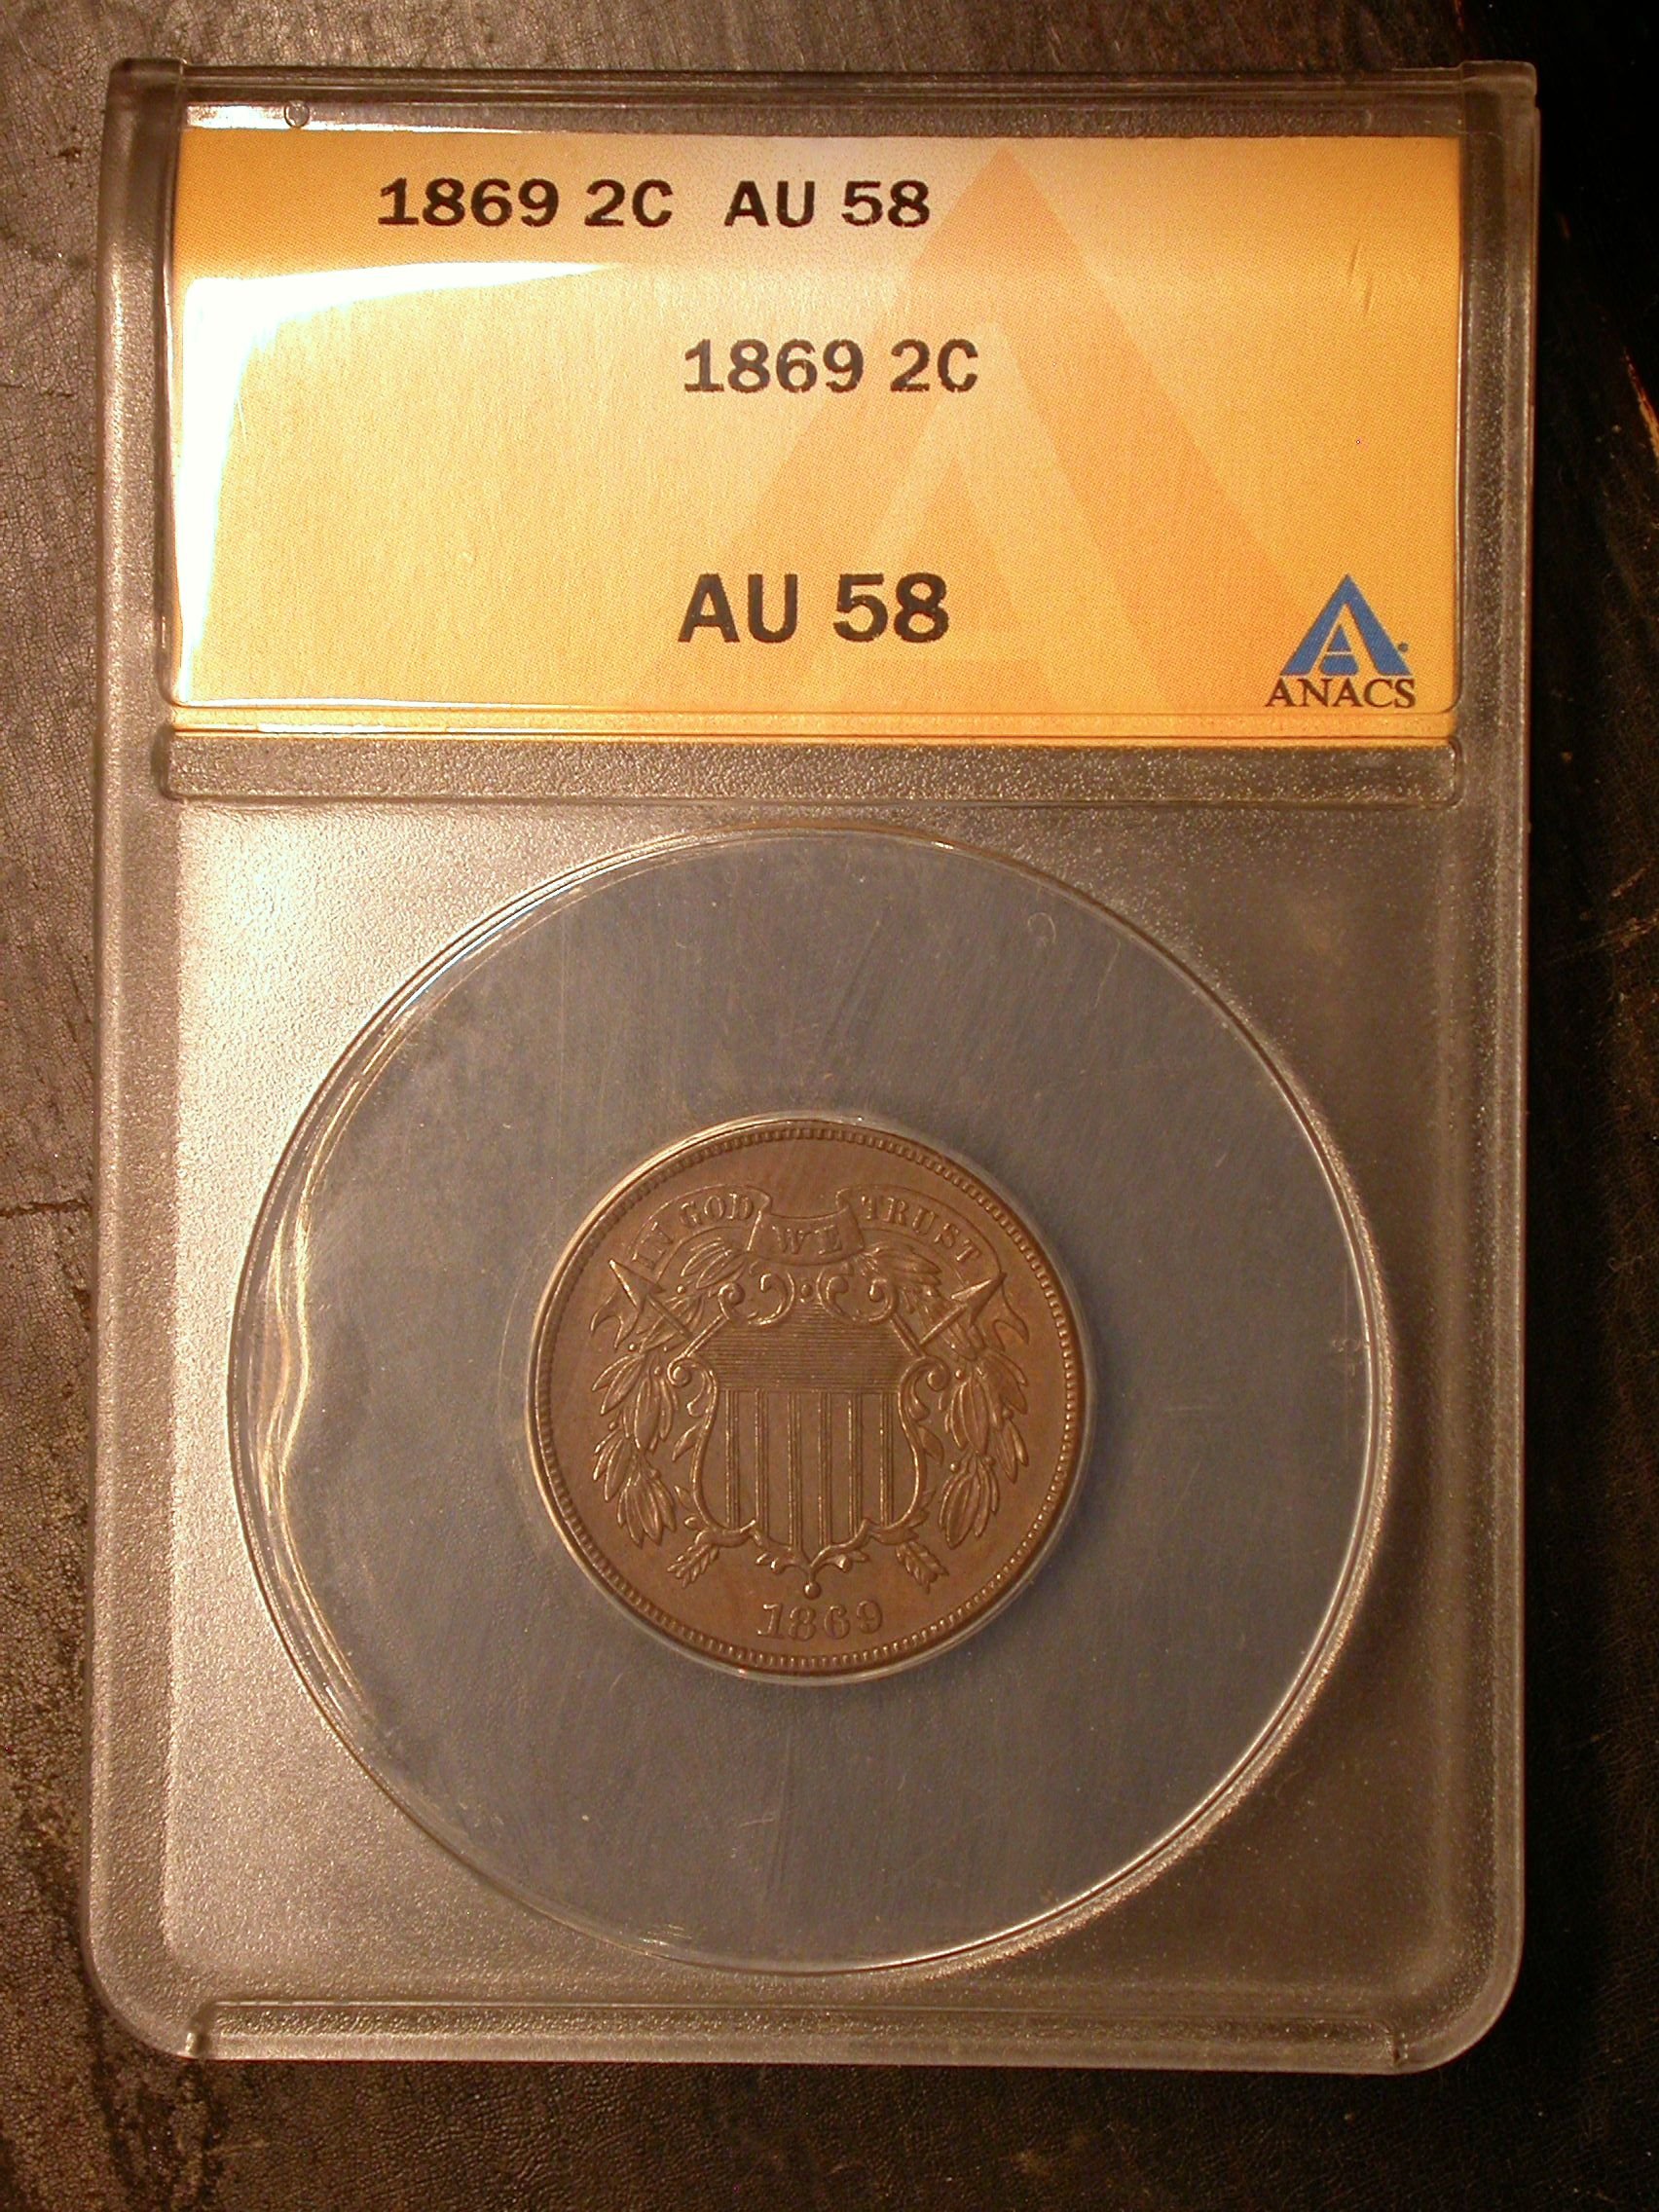 1869 2C AU 58
1869 2C
AU 58
ANACS
IN GOD WE TRUST
1869